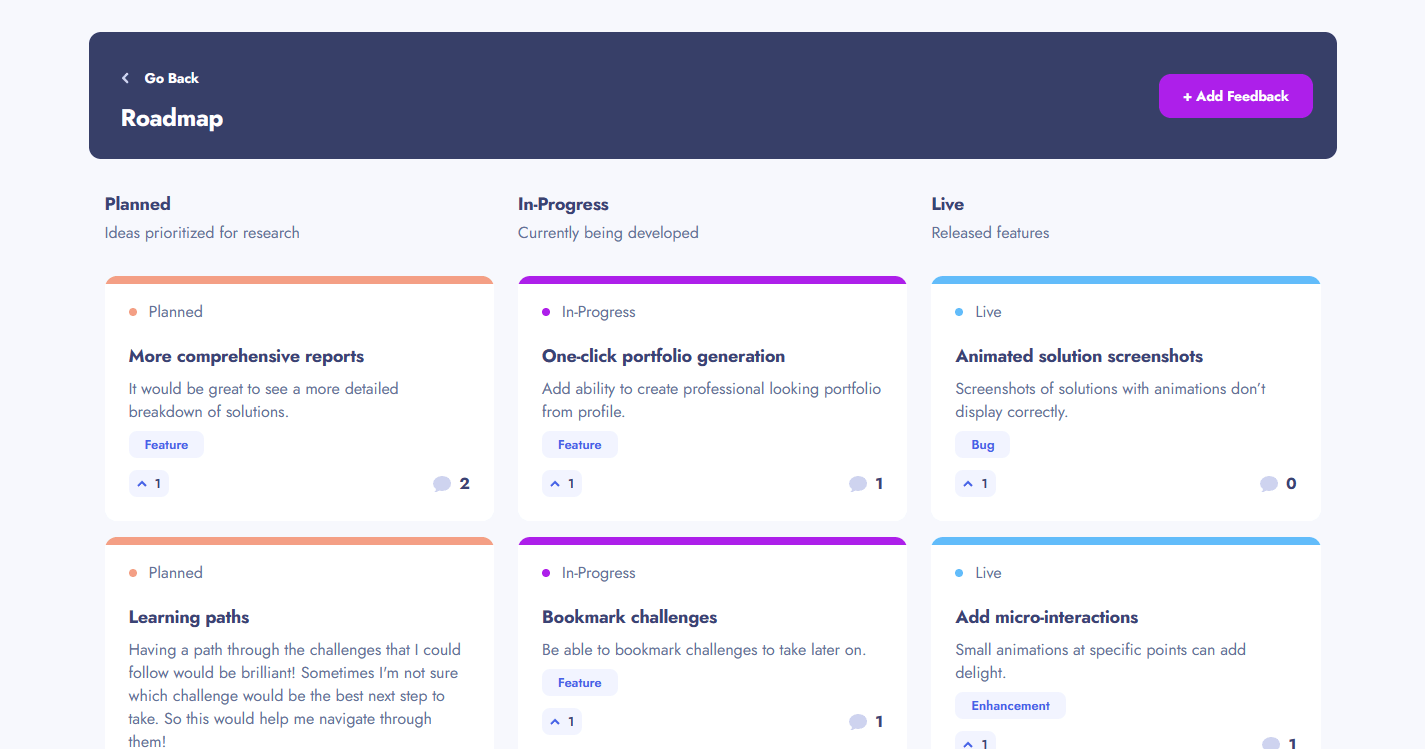 Go Back
Roadmap
+ Add Feedback
Planned
Ideas prioritized for research
In-Progress
Currently being developed
Live
Released features
Planned
More comprehensive reports
It would be great to see a more detailed
breakdown of solutions.
Feature
1
2
In-Progress
One-click portfolio generation
Add ability to create professional looking portfolio
from profile.
Feature
1
1
Live
Animated solution screenshots
Screenshots of solutions with animations don’t
display correctly.
Bug
1
0
Planned
Learning paths
Having a path through the challenges that I could
follow would be brilliant! Sometimes I'm not sure
which challenge would be the best next step to
take. So this would help me navigate through
them!
In-Progress
Bookmark challenges
Be able to bookmark challenges to take later on.
Feature
1
1
Live
Add micro-interactions
Small animations at specific points can add
delight.
Enhancement
1
1